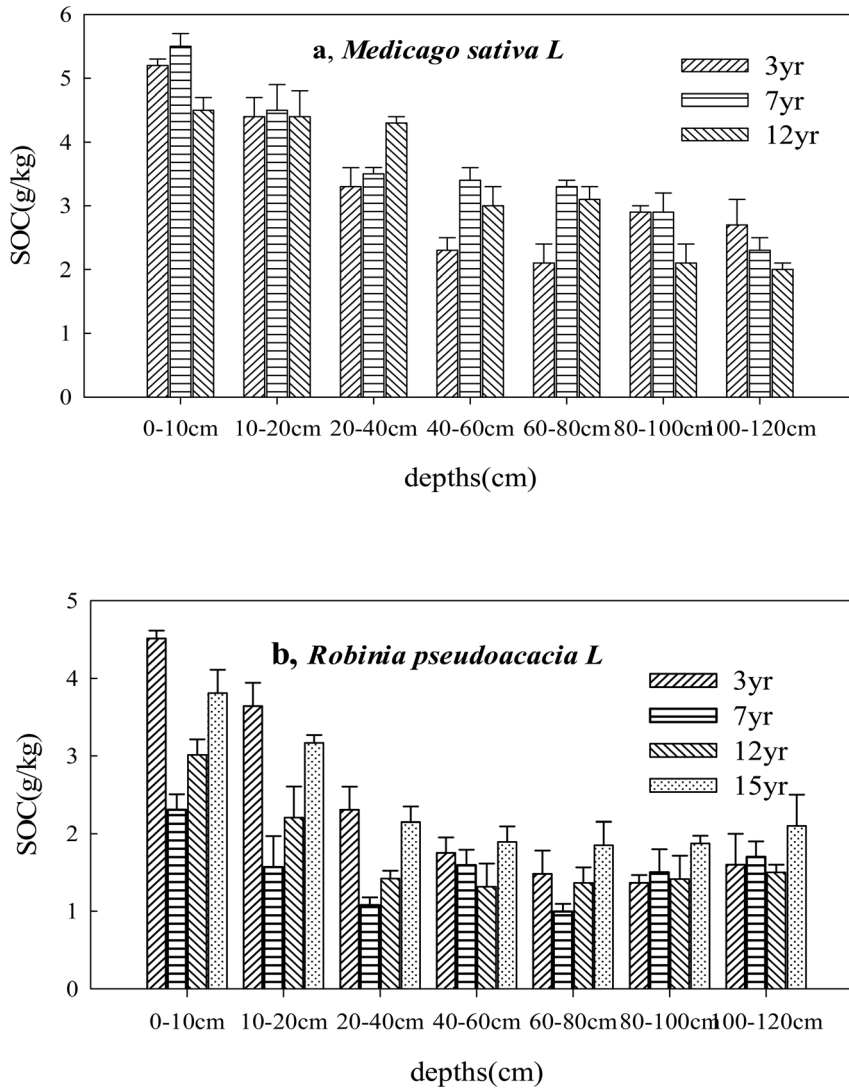 6
5
4
3
2
1
0
SOC(g/kg)
a, Medicago sativa L
3yr
7yr
12yr
0-10cm 10-20cm 20-40cm 40-60cm 60-80cm 80-100cm 100-120cm
depths(cm)
5
4
3
2
1
0
SOC(g/kg)
b, Robinia pseudoacacia L
3yr
7yr
12yr
15yr
0-10cm 10-20cm 20-40cm 40-60cm 60-80cm 80-100cm 100-120cm
depths(cm)